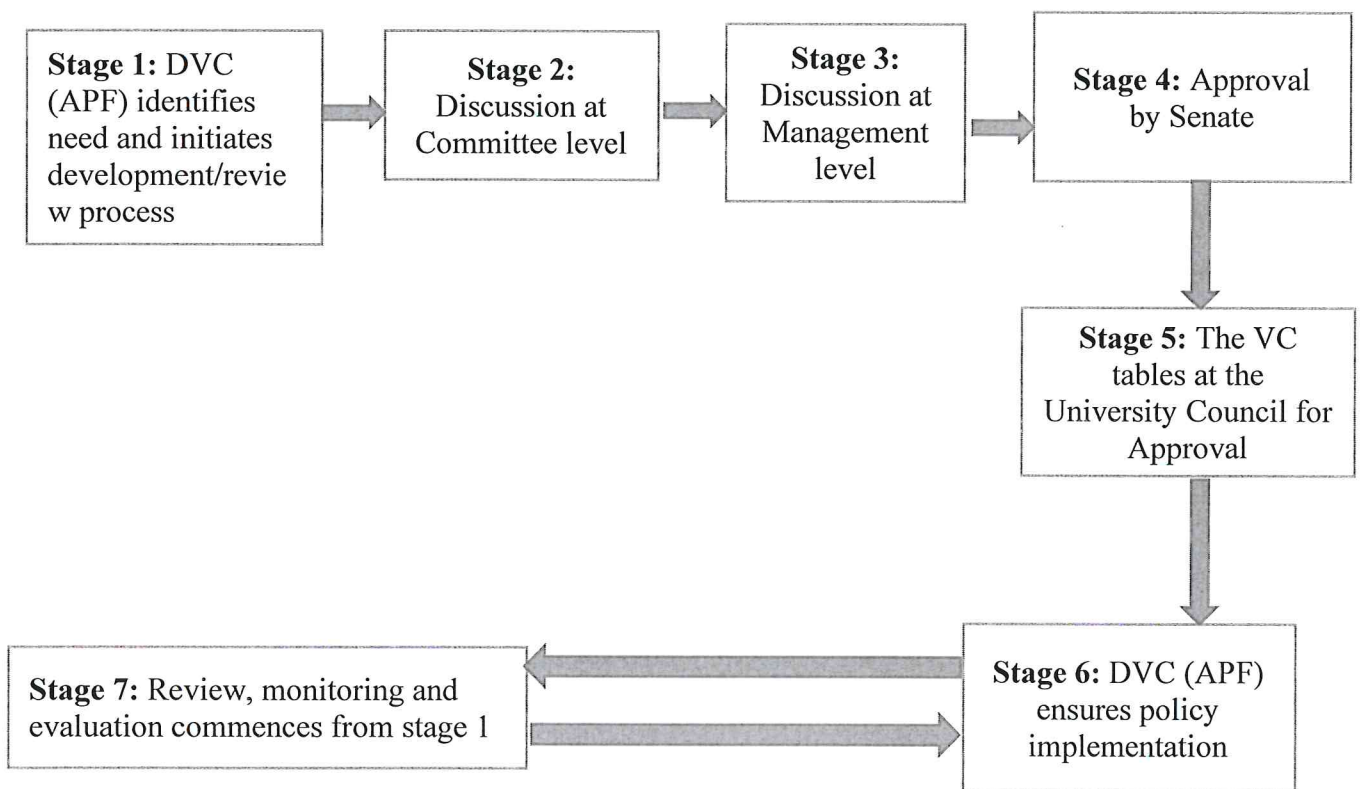 Stage 1: DVC
(APF) identifies
need and initiates
development/revie
w process
Stage 2:
Discussion at
Committee level
Stage 3:
Discussion at
Management
level
Stage 4: Approval
by Senate
Stage 5: The VC
tables at the
University Council for
Approval
Stage 6: DVC (APF)
ensures policy
implementation
Stage 7: Review, monitoring and
evaluation commences from stage 1